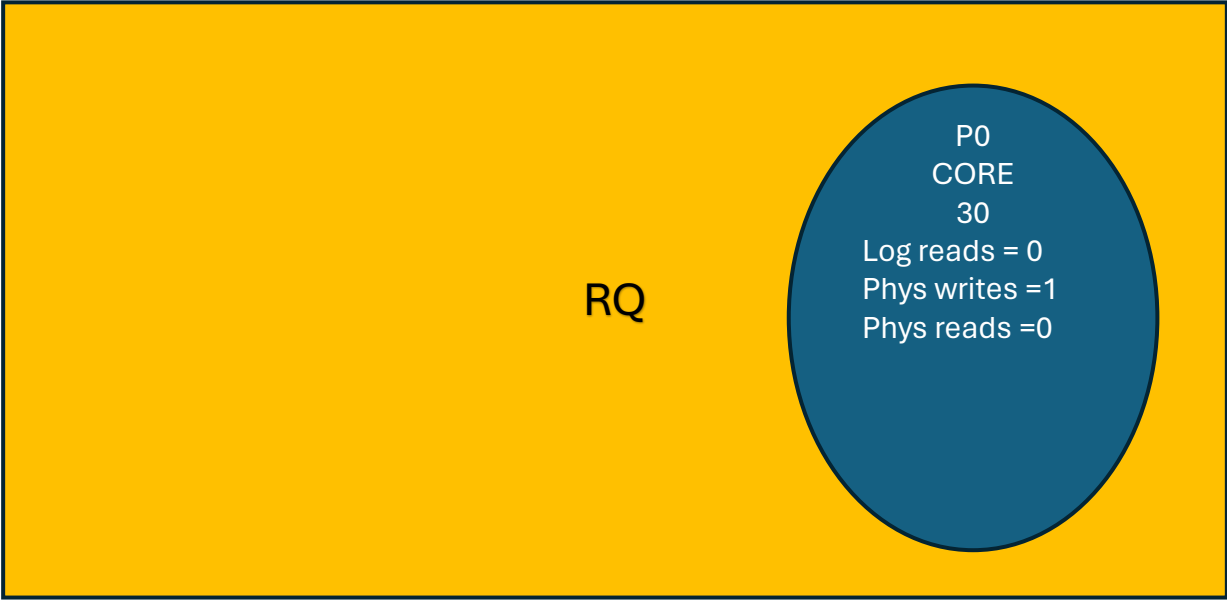 RQ
P0
CORE
30
Log reads = 0
Phys writes =1
Phys reads =0